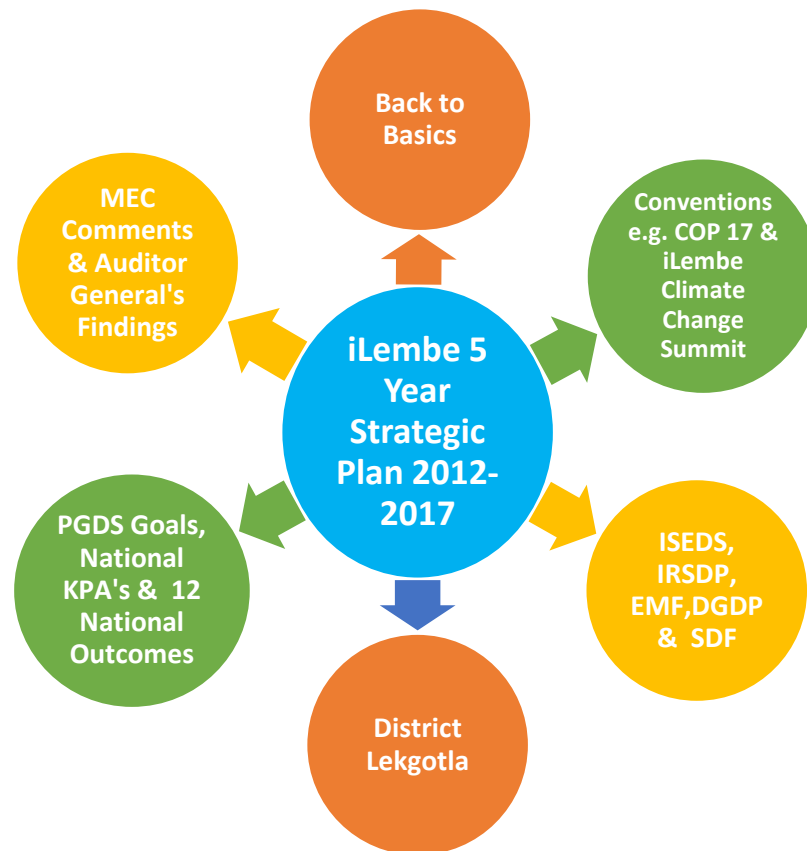 Back to
Basics
MEC
Comments
& Auditor
General's
Findings
Conventions
e.g. COP 17 &
iLembe
Climate
Change
Summit
iLembe 5
Year
Strategic
Plan 2012-
2017
PGDS Goals,
National
KPA's & 12
National
Outcomes
ISEDS,
IRSDP,
EMF,DGDP
& SDF
District
Lekgotla